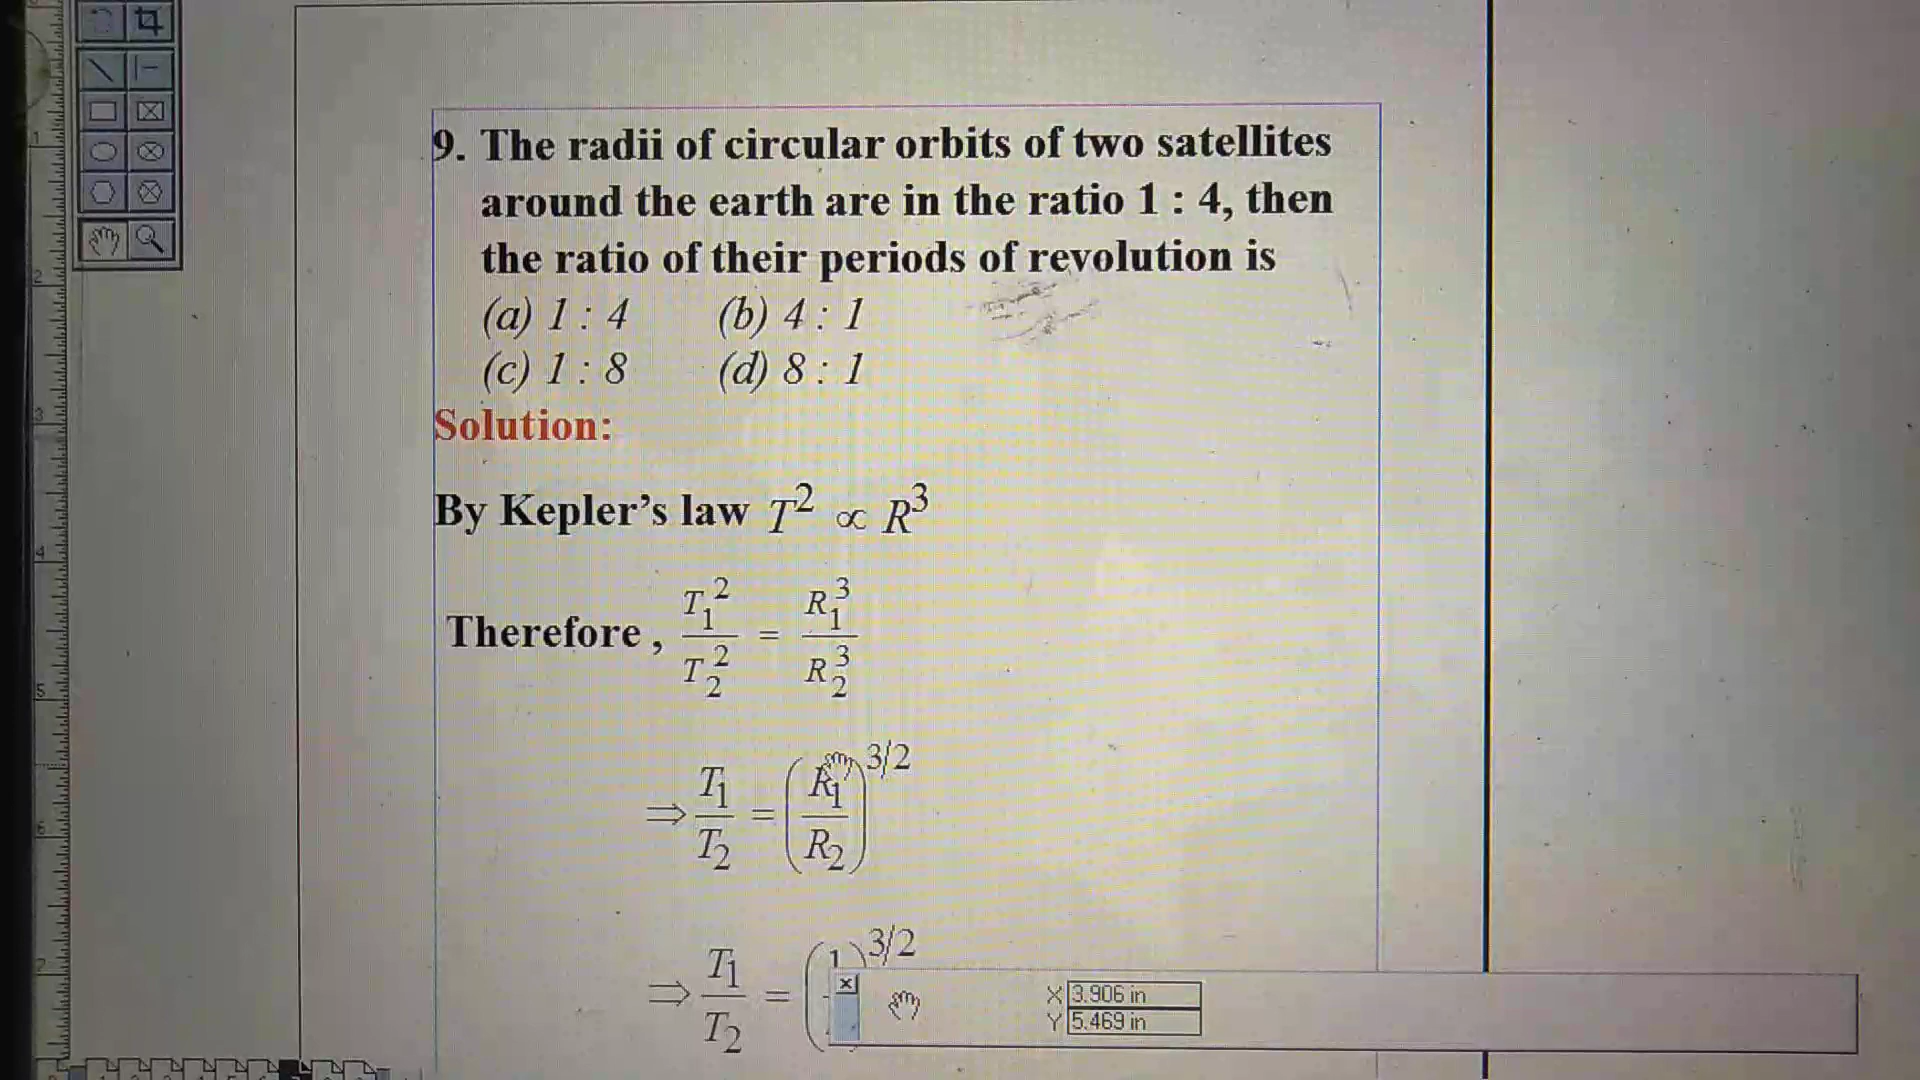 9. The radii of circular orbits of two satellites
around the earth are in the ratio 1 : 4, then
the ratio of their periods of revolution is
(a) 1 : 4 (b) 4 : 1
(c) 1 : 8 (d) 8 : 1
Solution:
By Kepler's law T² ∝ R³
Therefore , T₁²/T₂² = R₁³/R₂³
⇒ T₁/T₂ = (R₁/R₂)^3/2
⇒ T₁/T₂ = (1 )^3/2
X 3.906 in
Y 5.469 in